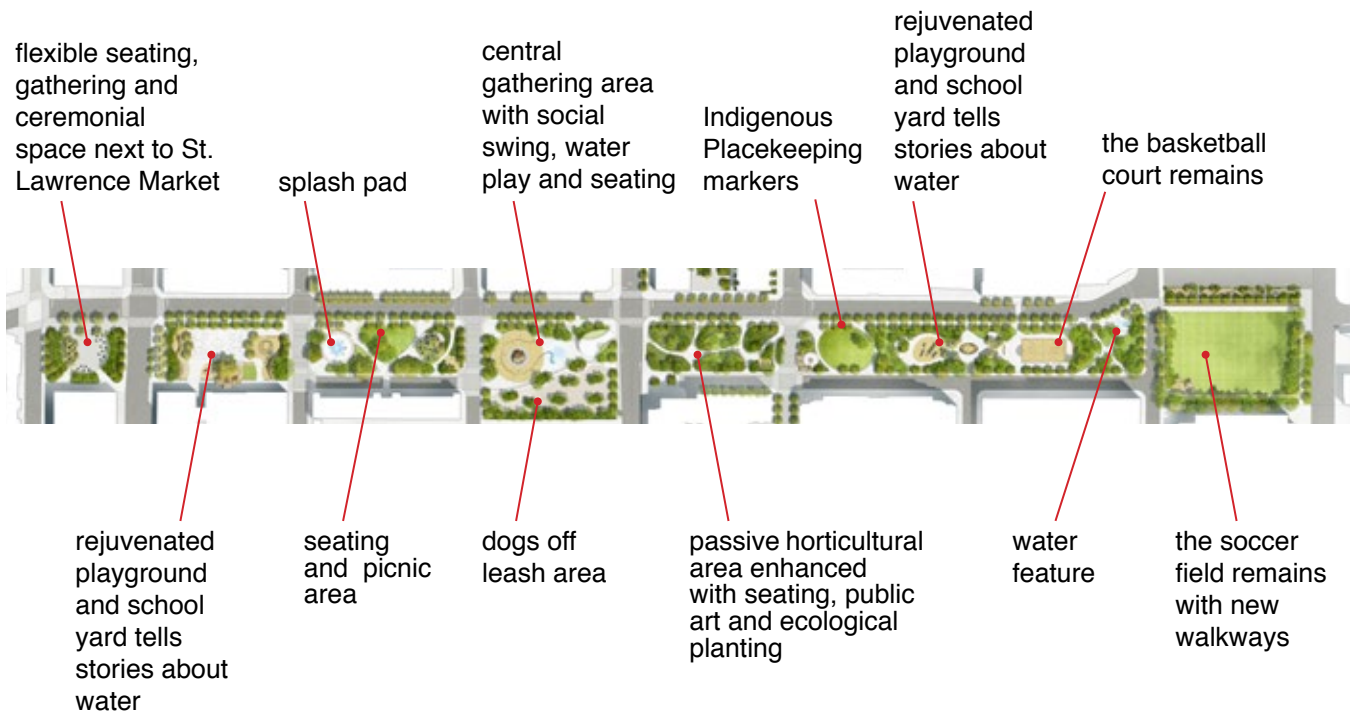 flexible seating,
gathering and
ceremonial
space next to St.
Lawrence Market
splash pad
central
gathering area
with social
swing, water
play and seating
Indigenous
Placekeeping
markers
rejuvenated
playground
and school
yard tells
stories about
water
the basketball
court remains
rejuvenated
playground
and school
yard tells
stories about
water
seating
and picnic
area
dogs off
leash area
passive horticultural
area enhanced
with seating, public
art and ecological
planting
water
feature
the soccer
field remains
with new
walkways